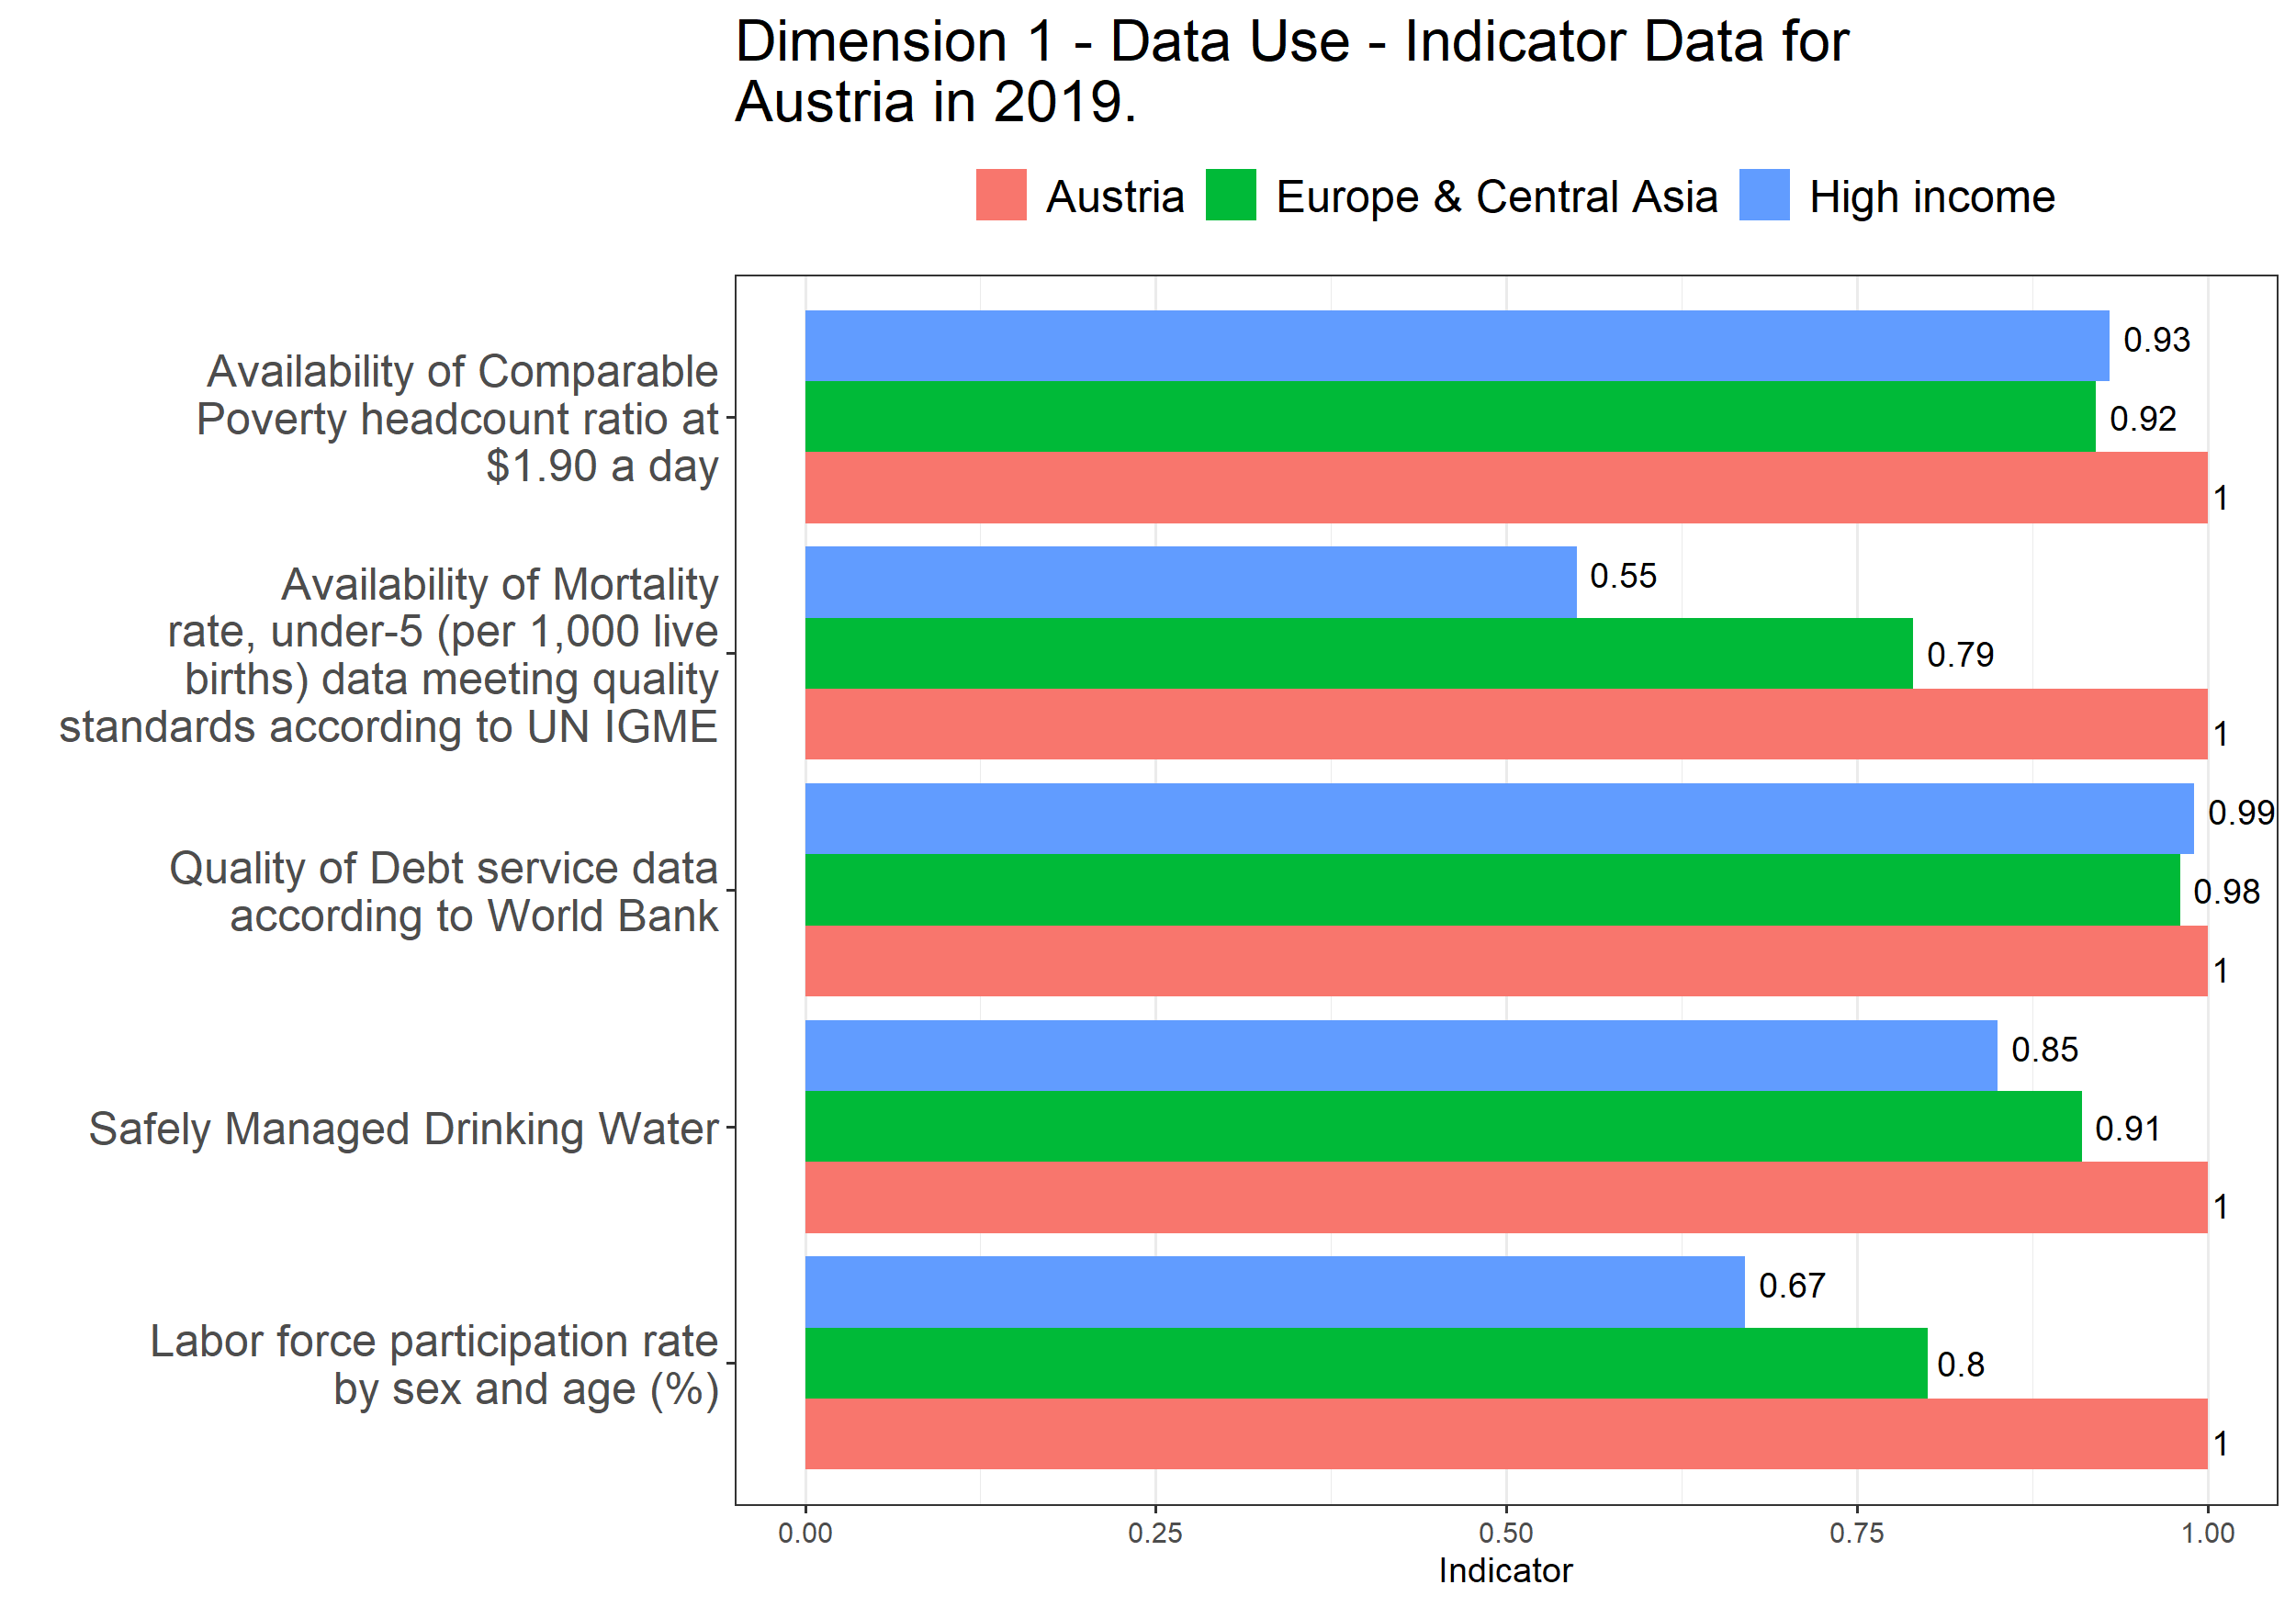 Dimension 1 - Data Use - Indicator Data for
Austria in 2019.
Austria
Europe & Central Asia
High income
Availability of Comparable
Poverty headcount ratio at
$1.90 a day
0.93
0.92
1
Availability of Mortality
rate, under-5 (per 1,000 live
births) data meeting quality
standards according to UN IGME
0.55
0.79
1
Quality of Debt service data
according to World Bank
0.99
0.98
1
Safely Managed Drinking Water
0.85
0.91
1
Labor force participation rate
by sex and age (%)
0.67
0.8
1
0.00
0.25
0.50
0.75
1.00
Indicator